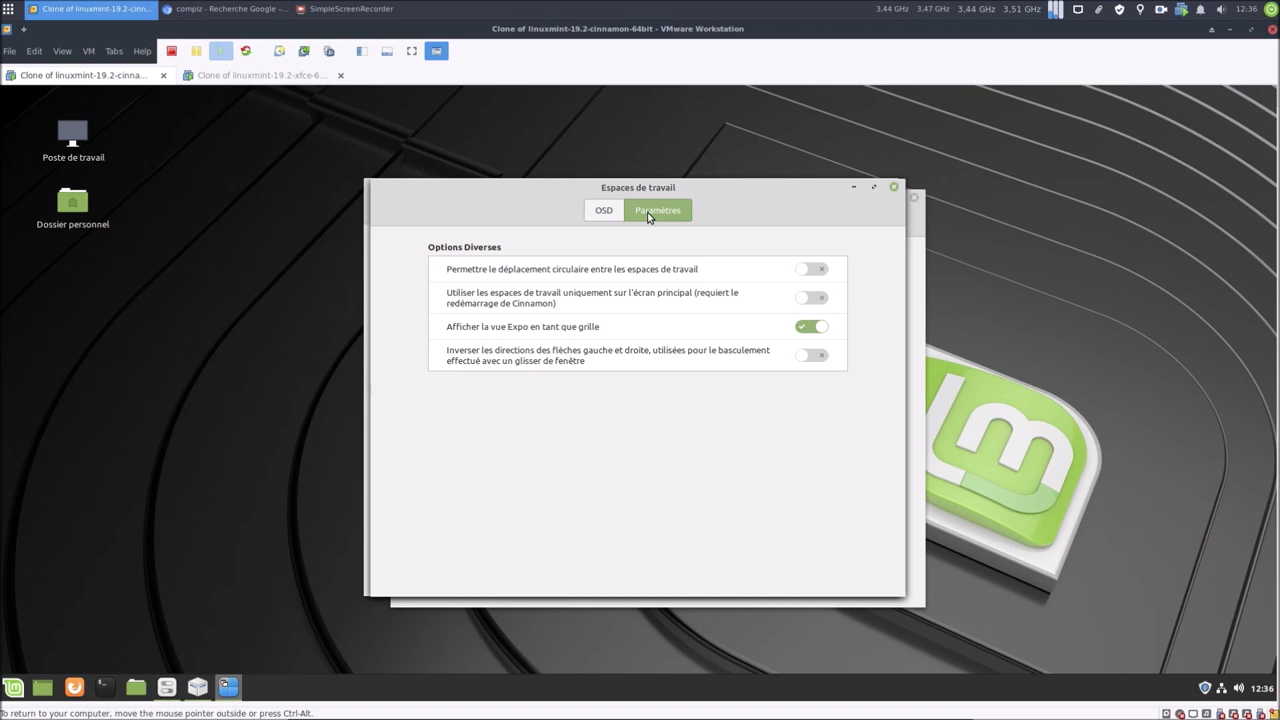 Clone of linuxmint-19.2-cinn...
compiz - Recherche Google –...
SimpleScreenRecorder
3.44 GHz
3.47 GHz
3.44 GHz
3.51 GHz
12:36
Clone of linuxmint-19.2-cinnamon-64bit - VMware Workstation
File
Edit
View
VM
Tabs
Help
Clone of linuxmint-19.2-cinna...
Clone of linuxmint-19.2-xfce-6...
Poste de travail
Dossier personnel
Espaces de travail
OSD
Paramètres
Options Diverses
Permettre le déplacement circulaire entre les espaces de travail
Utiliser les espaces de travail uniquement sur l'écran principal (requiert le
redémarrage de Cinnamon)
Afficher la vue Expo en tant que grille
Inverser les directions des flèches gauche et droite, utilisées pour le basculement
effectué avec un glisser de fenêtre
12:36
To return to your computer, move the mouse pointer outside or press Ctrl-Alt.